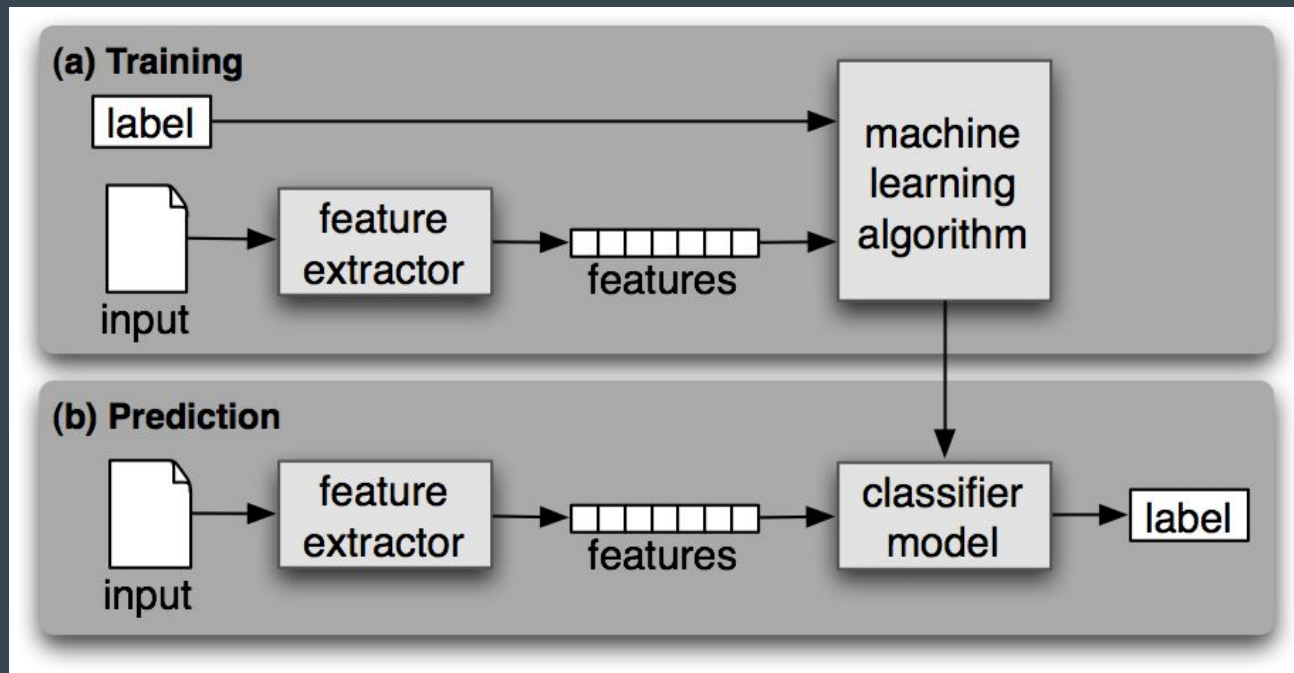 (a) Training
label
machine
learning
algorithm
feature
extractor
features
input
(b) Prediction
feature
extractor
features
classifier
model
label
input